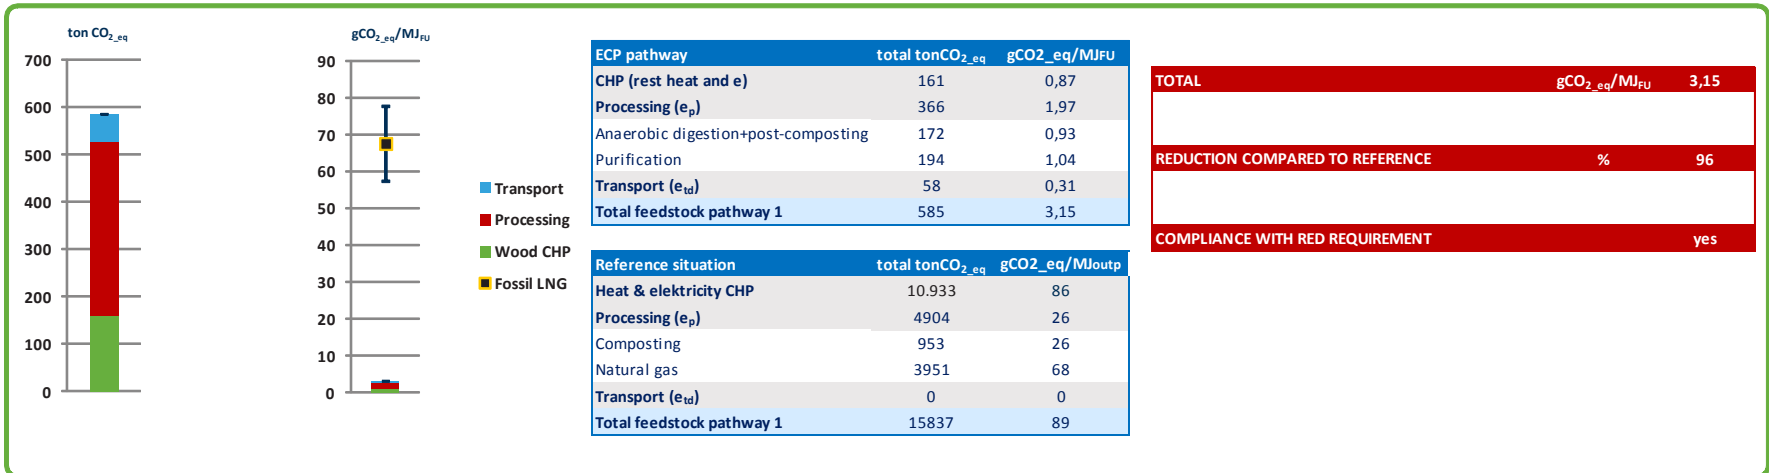 ton CO2_eq
700
600
500
400
300
200
100
0
gCO2_eq/MJFU
90
80
70
60
50
40
30
20
10
0
Transport
Processing
Wood CHP
Fossil LNG
ECP pathway total tonCO2_eq gCO2_eq/MJFU
CHP (rest heat and e) 161 0,87
Processing (ep) 366 1,97
Anaerobic digestion+post-composting 172 0,93
Purification 194 1,04
Transport (etd) 58 0,31
Total feedstock pathway 1 585 3,15
Reference situation total tonCO2_eq gCO2_eq/MJoutp
Heat & elektricity CHP 10.933 86
Processing (ep) 4904 26
Composting 953 26
Natural gas 3951 68
Transport (etd) 0 0
Total feedstock pathway 1 15837 89
TOTAL gCO2_eq/MJFU 3,15
REDUCTION COMPARED TO REFERENCE % 96
COMPLIANCE WITH RED REQUIREMENT yes